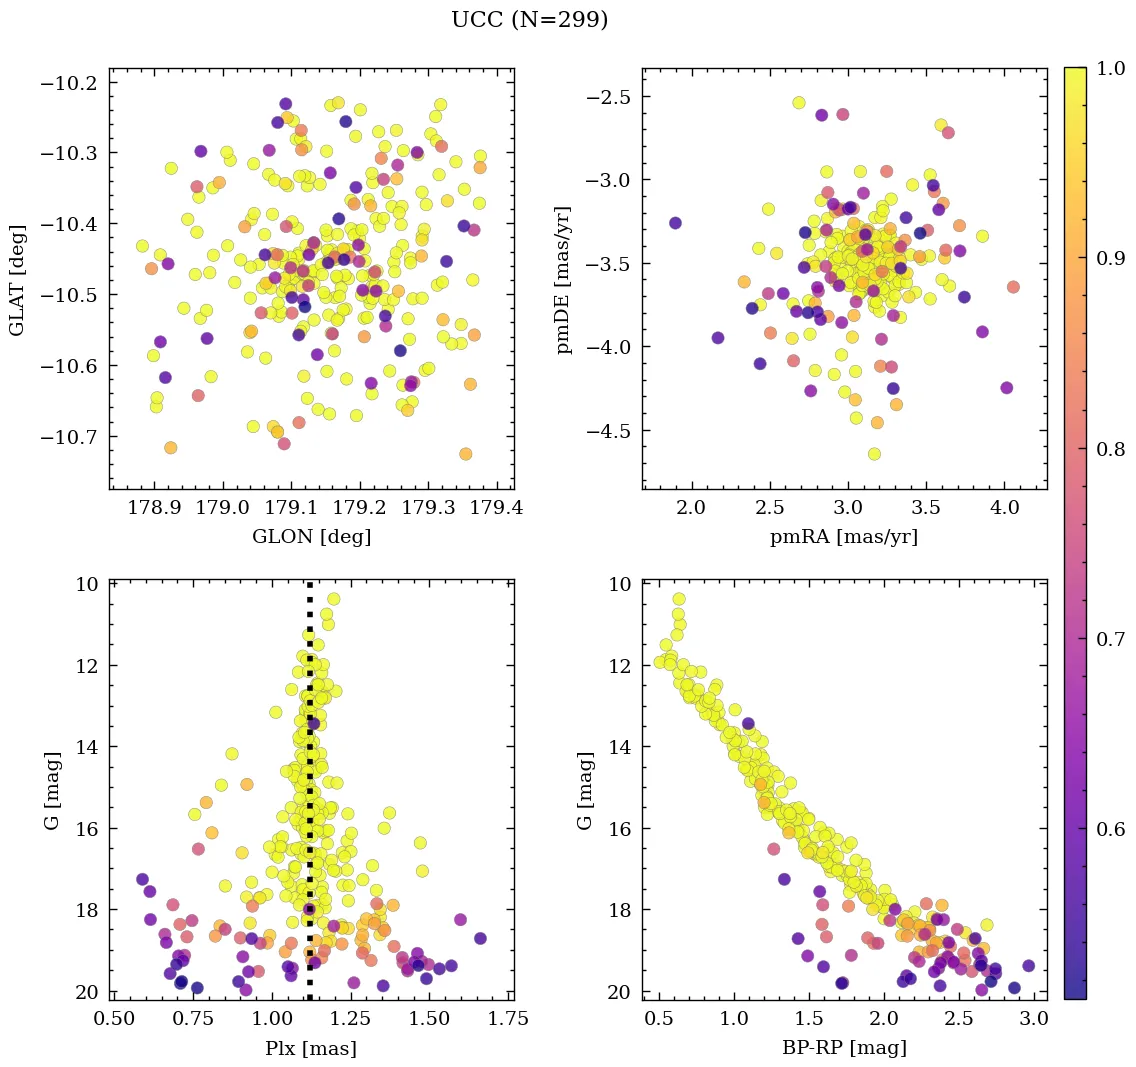 UCC (N=299)
−10.2
−10.3
−10.4
−10.5
−10.6
−10.7
GLAT [deg]
178.9 179.0 179.1 179.2 179.3 179.4
GLON [deg]
−2.5
−3.0
−3.5
−4.0
−4.5
pmDE [mas/yr]
2.0 2.5 3.0 3.5 4.0
pmRA [mas/yr]
1.0
0.9
0.8
0.7
0.6
10
12
14
16
18
20
G [mag]
0.50 0.75 1.00 1.25 1.50 1.75
Plx [mas]
10
12
14
16
18
20
G [mag]
0.5 1.0 1.5 2.0 2.5 3.0
BP-RP [mag]